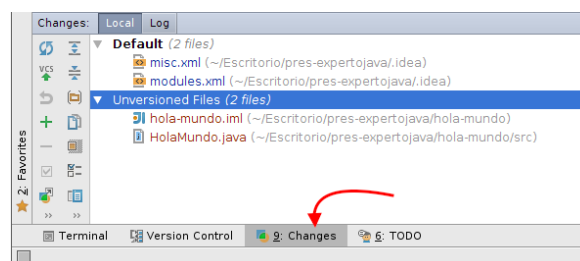 Changes: Local Log
Default (2 files)
misc.xml (~/Escritorio/pres-expertojava/.idea)
modules.xml (~/Escritorio/pres-expertojava/.idea)
Unversioned Files (2 files)
hola-mundo.iml (~/Escritorio/pres-expertojava/hola-mundo)
HolaMundo.java (~/Escritorio/pres-expertojava/hola-mundo/src)
VCS
2: Favorites
>> >>
Terminal Version Control 9: Changes 6: TODO